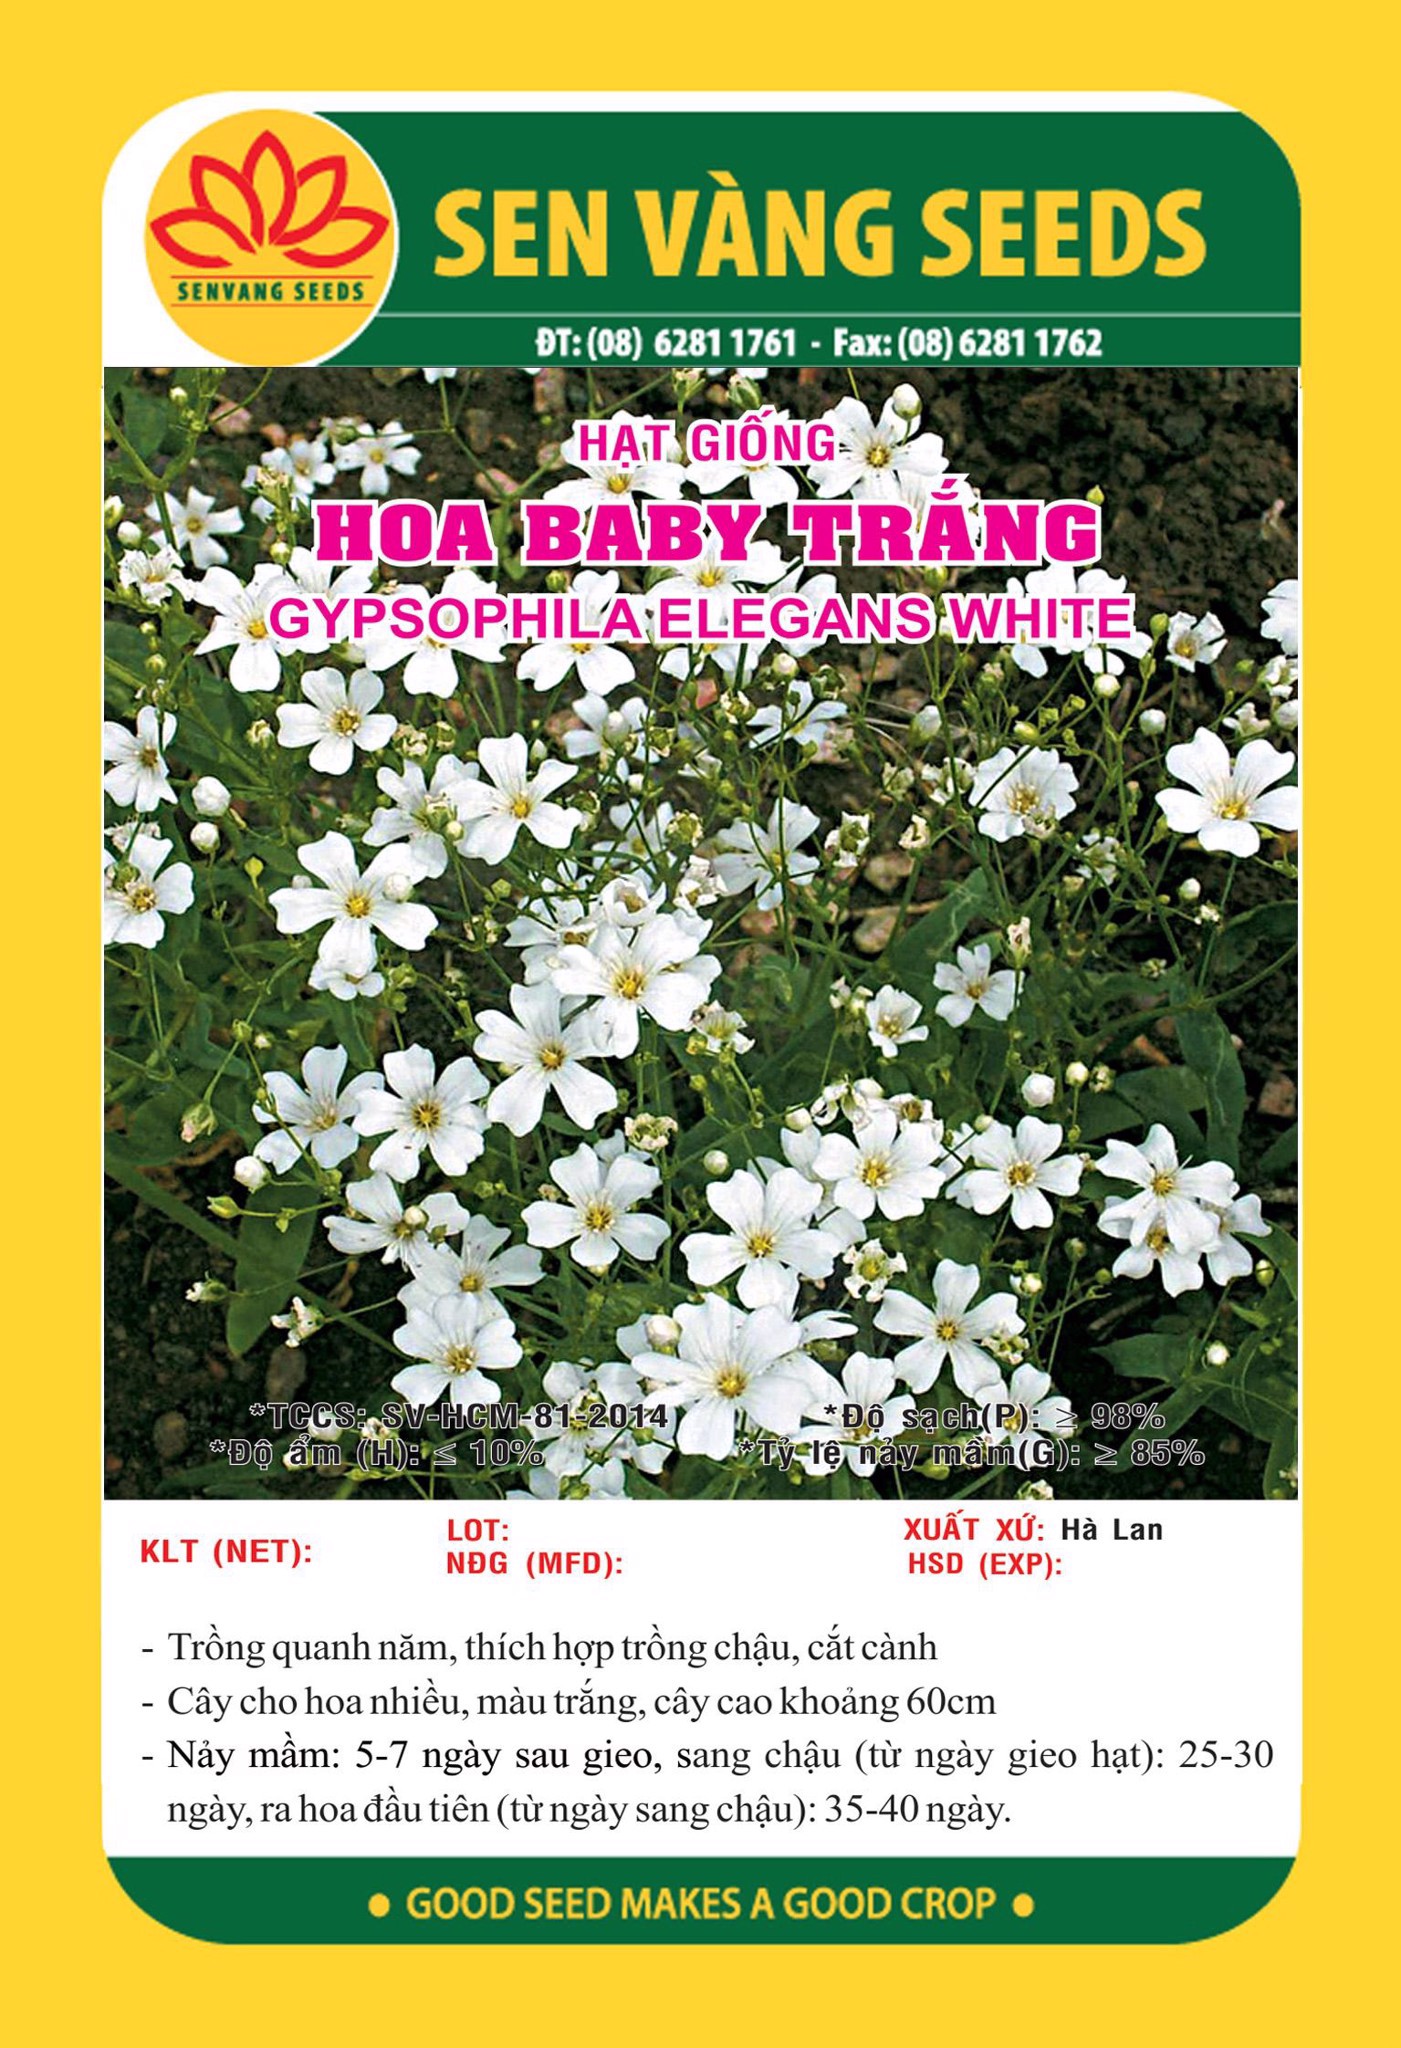 SENVANG SEEDS
SEN VÀNG SEEDS
ĐT: (08) 6281 1761 - Fax: (08) 6281 1762
HẠT GIỐNG
HOA BABY TRẮNG
GYPSOPHILA ELEGANS WHITE
*TCCS: SV-HCM-81-2014 *Độ sạch(P): ≥ 98%
*Độ ẩm (H): ≤ 10% *Tỷ lệ nảy mầm(G): ≥ 85%
KLT (NET):
LOT:
NĐG (MFD):
XUẤT XỨ: Hà Lan
HSD (EXP):
- Trồng quanh năm, thích hợp trồng chậu, cắt cành
- Cây cho hoa nhiều, màu trắng, cây cao khoảng 60cm
- Nảy mầm: 5-7 ngày sau gieo, sang chậu (từ ngày gieo hạt): 25-30
ngày, ra hoa đầu tiên (từ ngày sang chậu): 35-40 ngày.
• GOOD SEED MAKES A GOOD CROP •